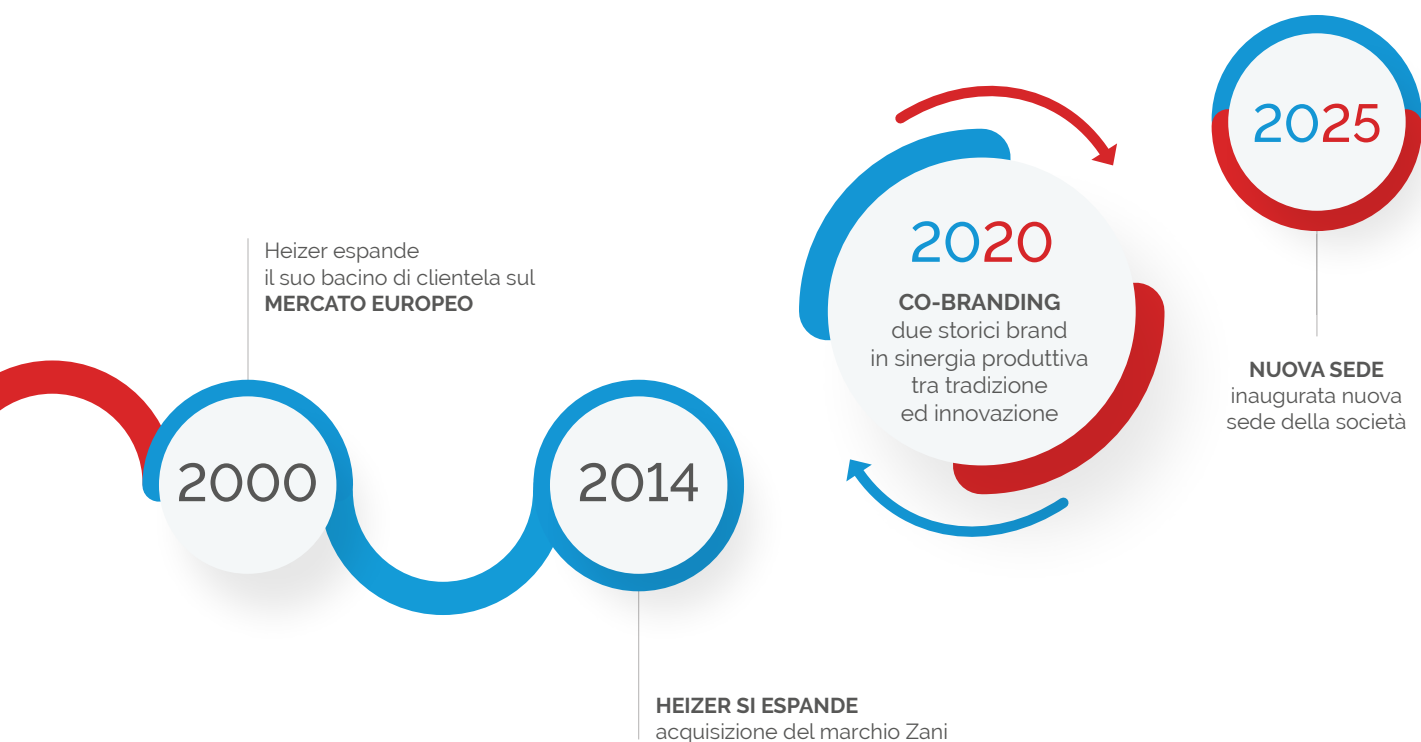 Heizer espande
il suo bacino di clientela sul
MERCATO EUROPEO
2000
2014
HEIZER SI ESPANDE
acquisizione del marchio Zani
2020
CO-BRANDING
due storici brand
in sinergia produttiva
tra tradizione
ed innovazione
2025
NUOVA SEDE
inaugurata nuova
sede della società